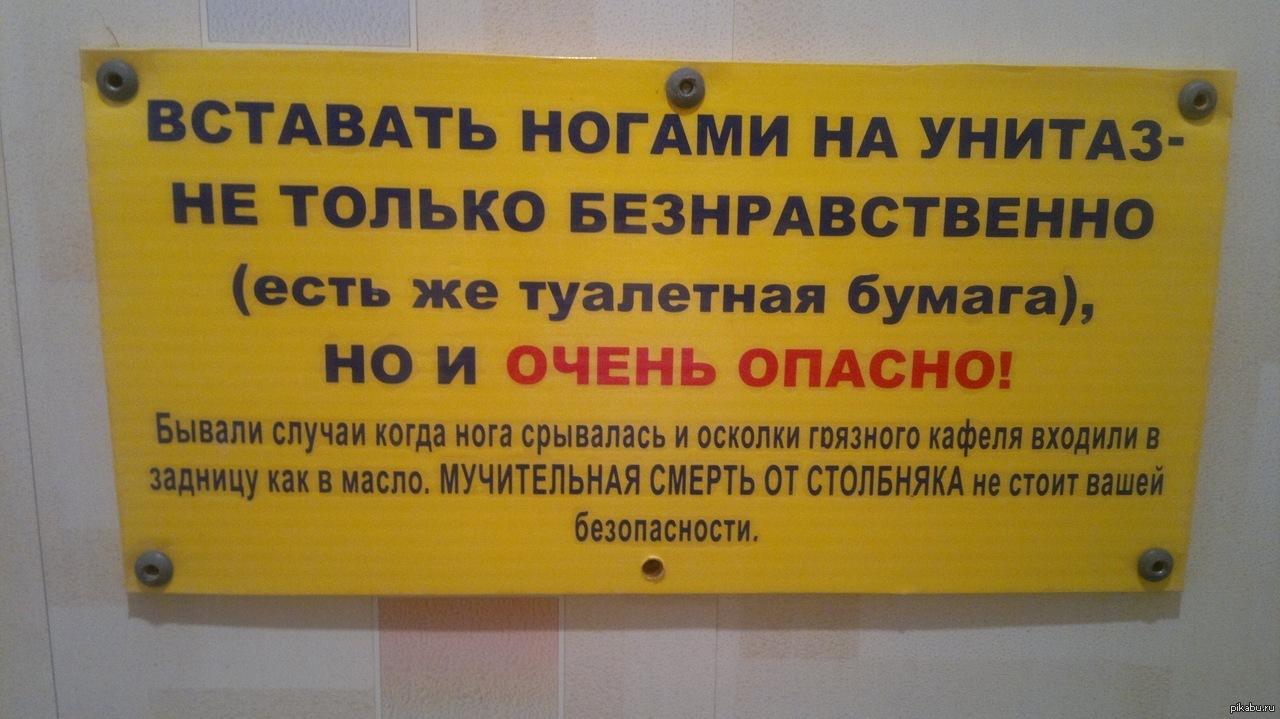 ВСТАВАТЬ НОГАМИ НА УНИТАЗ-
НЕ ТОЛЬКО БЕЗНРАВСТВЕННО
(есть же туалетная бумага),
НО И ОЧЕНЬ ОПАСНО!
Бывали случаи когда нога срывалась и осколки грязного кафеля входили в
задницу как в масло. МУЧИТЕЛЬНАЯ СМЕРТЬ ОТ СТОЛБНЯКА не стоит вашей
безопасности.
pikabu.ru